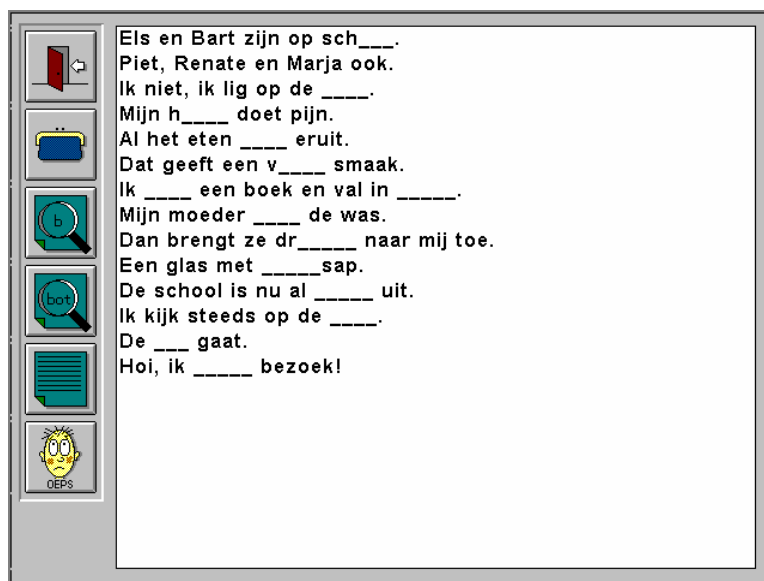 Els en Bart zijn op sch___.
Piet, Renate en Marja ook.
Ik niet, ik lig op de ____.
Mijn h____ doet pijn.
Al het eten ____ eruit.
Dat geeft een v____ smaak.
Ik ____ een boek en val in _____.
Mijn moeder ____ de was.
Dan brengt ze dr_____ naar mij toe.
Een glas met _____sap.
De school is nu al _____ uit.
Ik kijk steeds op de ____.
De ___ gaat.
Hoi, ik _____ bezoek!
b
bot
OEPS